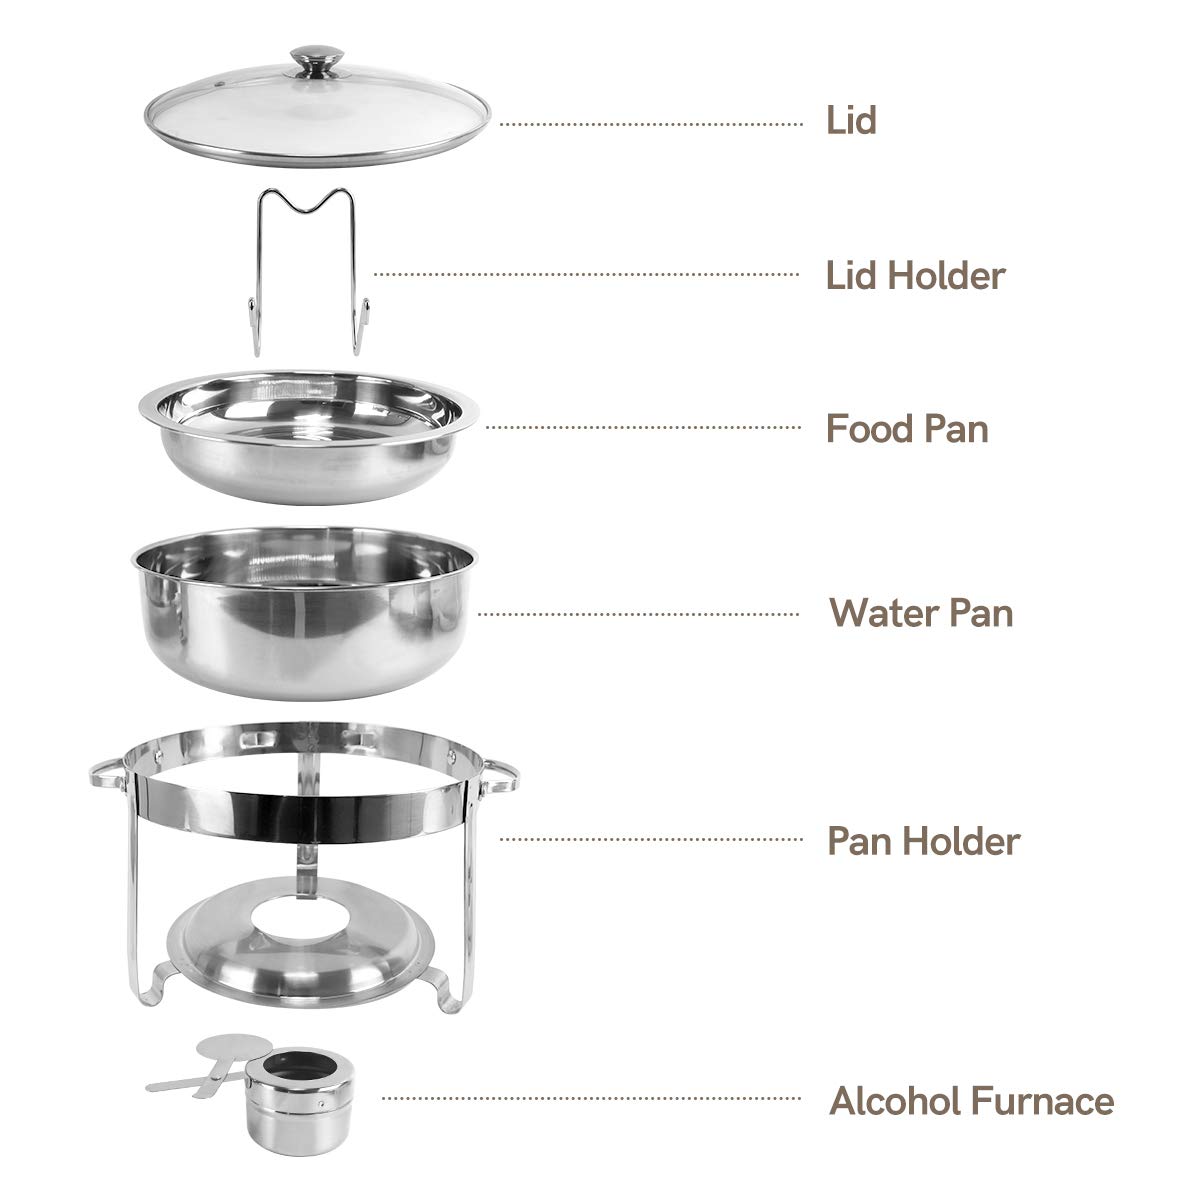 Lid
Lid Holder
Food Pan
Water Pan
Pan Holder
Alcohol Furnace